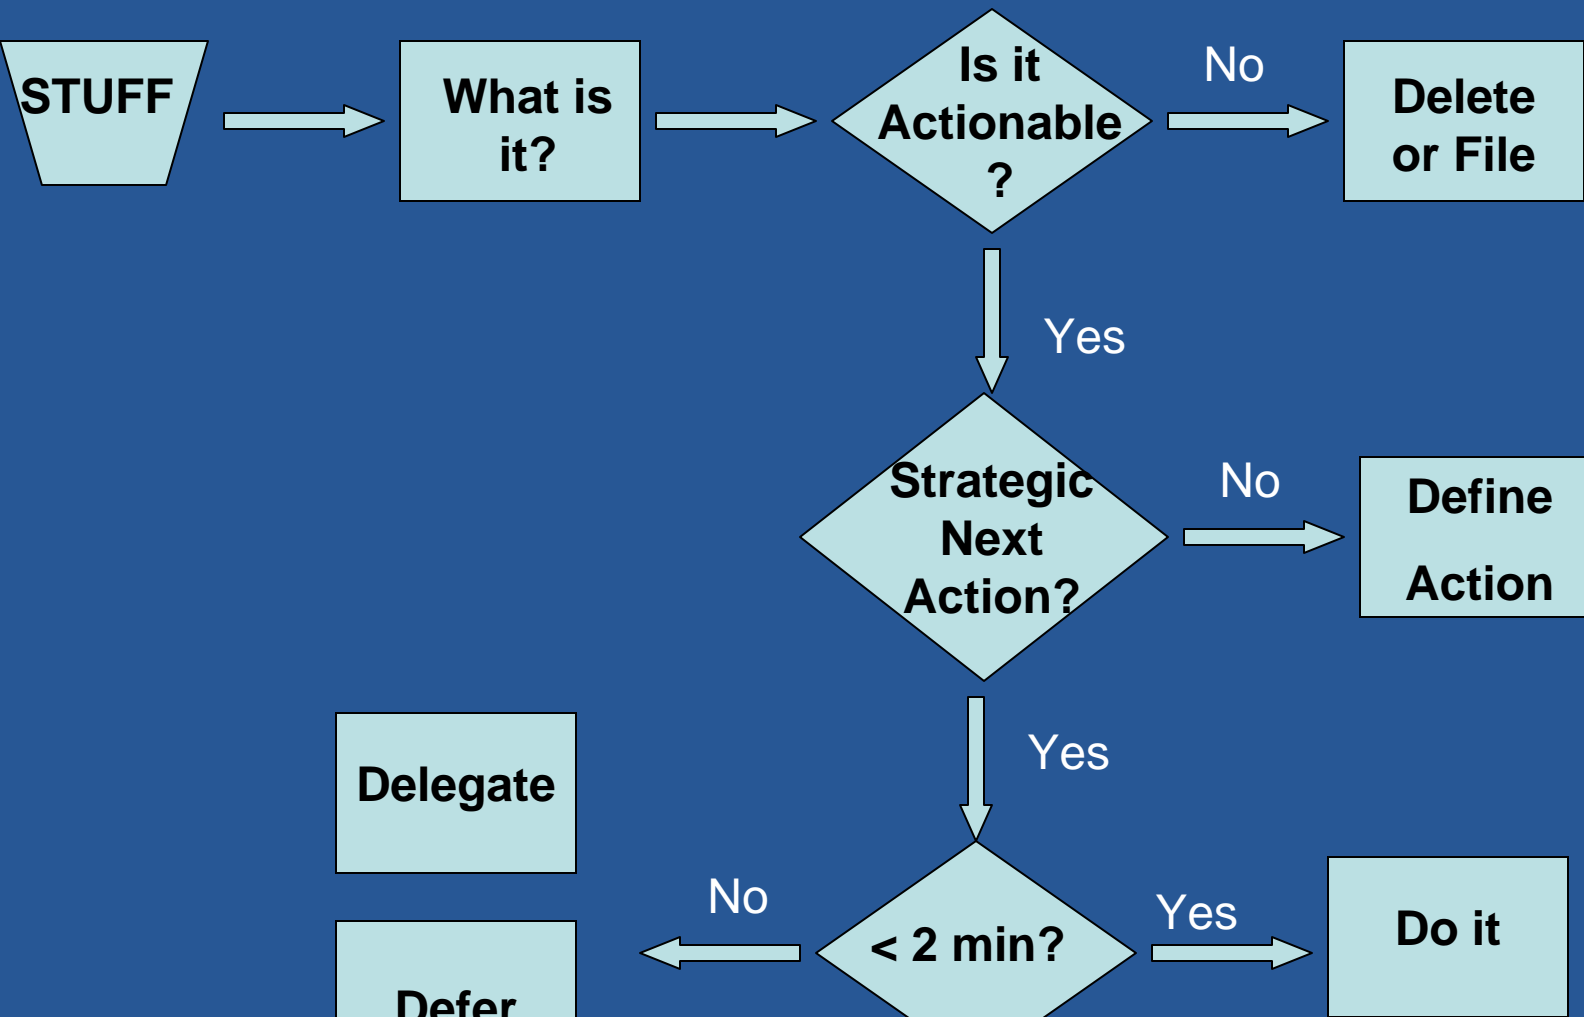 STUFF
What is
it?
Is it
Actionable
?
No
Delete
or File
Yes
Strategic
Next
Action?
No
Define
Action
Yes
Delegate
No
< 2 min?
Yes
Do it
Defer